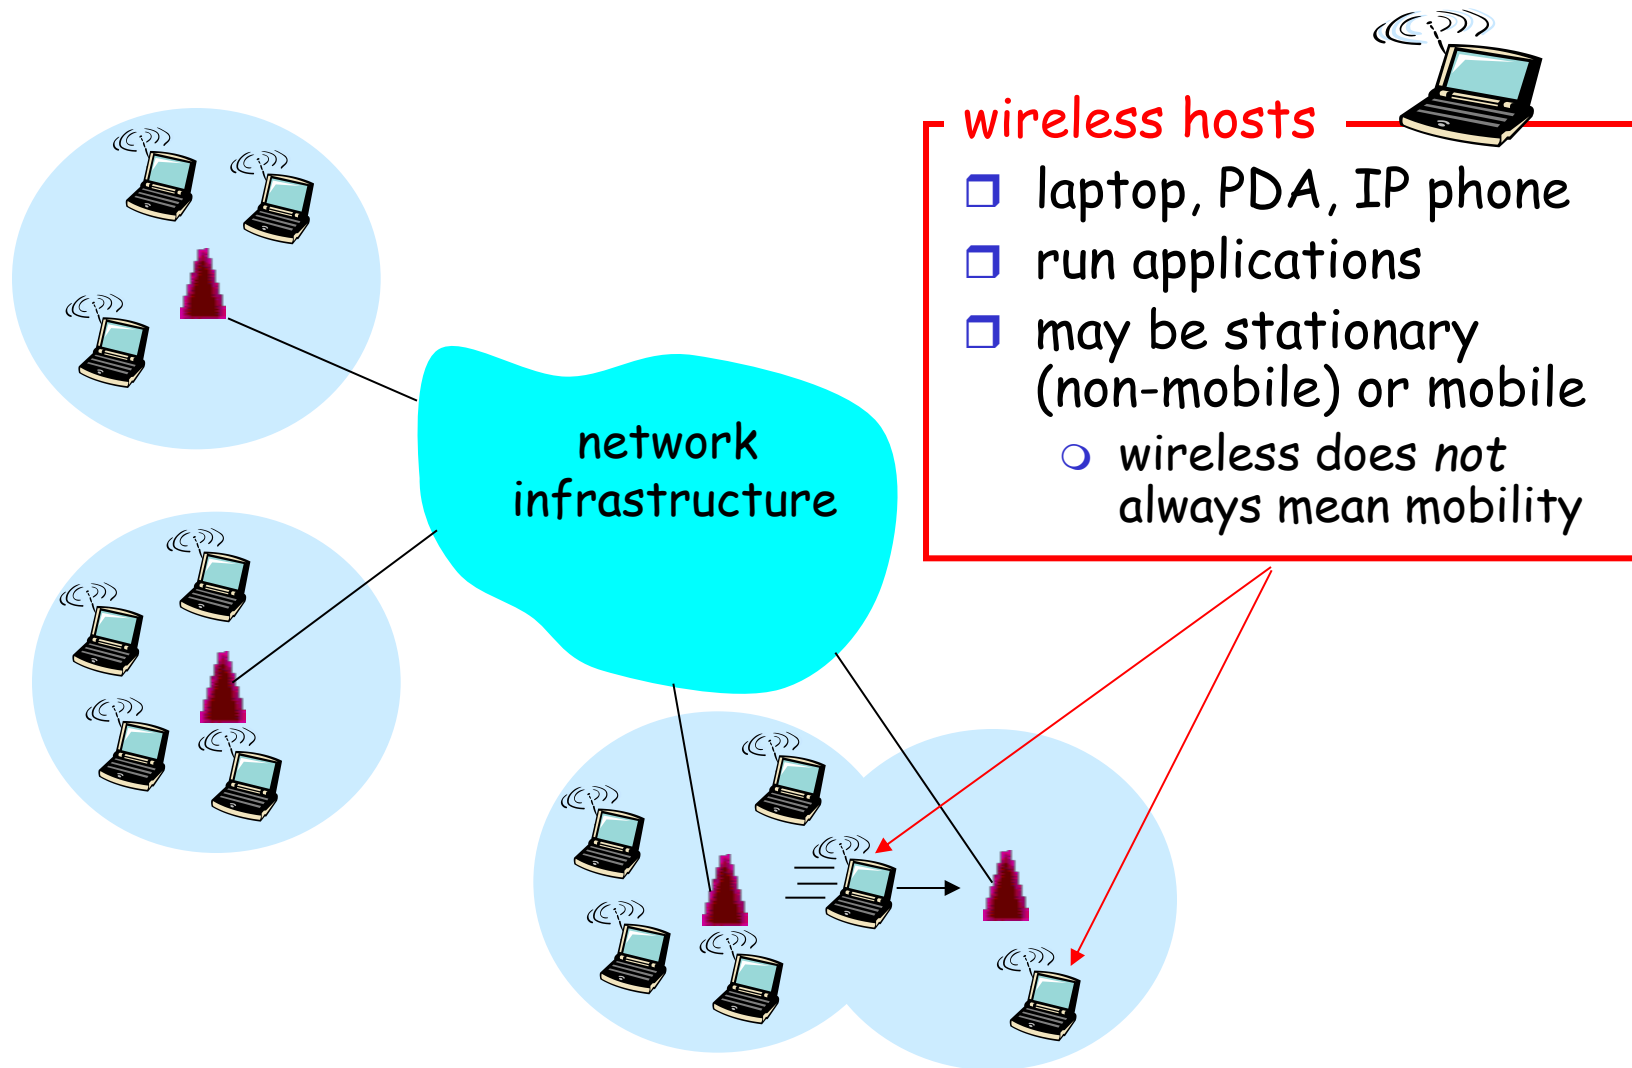 wireless hosts
laptop, PDA, IP phone
run applications
may be stationary
(non-mobile) or mobile
wireless does not
always mean mobility
network
infrastructure